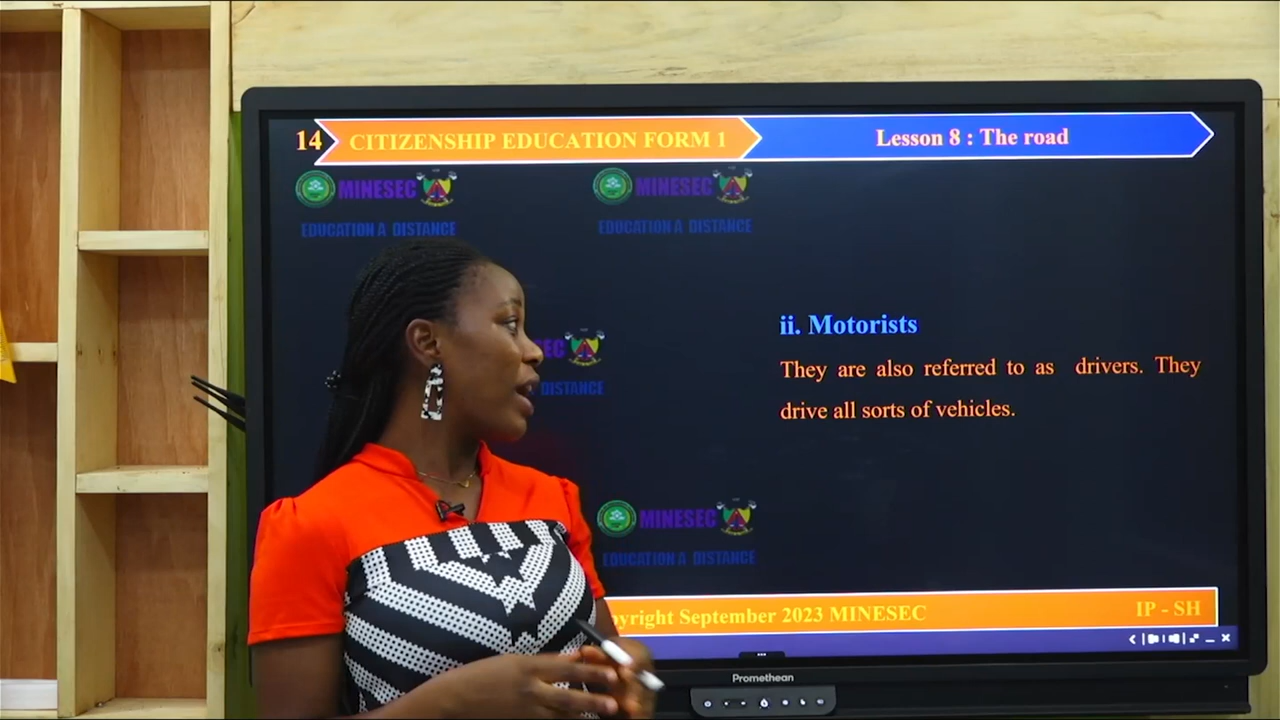 14 CITIZENSHIP EDUCATION FORM 1 Lesson 8 : The road
MINESEC MINESEC
EDUCATION A DISTANCE EDUCATION A DISTANCE
ii. Motorists
They are also referred to as drivers. They
drive all sorts of vehicles.
DISTANCE
MINESEC
EDUCATION A DISTANCE
September 2023 MINESEC IP - SH
Promethean